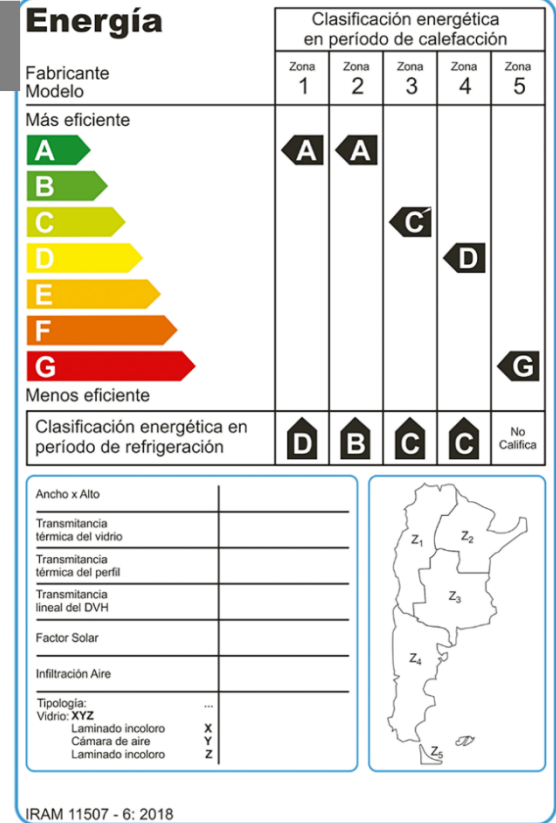 Energía
Clasificación energética
en período de calefacción
Fabricante
Modelo
Zona
1
Zona
2
Zona
3
Zona
4
Zona
5
Más eficiente
A
A
A
B
C
C
D
D
E
F
G
G
Menos eficiente
Clasificación energética en
período de refrigeración
D
B
C
C
No
Califica
Ancho x Alto
Transmitancia
térmica del vidrio
Transmitancia
térmica del perfil
Transmitancia
lineal del DVH
Factor Solar
Infiltración Aire
Tipología: ...
Vidrio: XYZ
Laminado incoloro X
Cámara de aire Y
Laminado incoloro Z
Z1
Z2
Z3
Z4
Z5
IRAM 11507 - 6: 2018